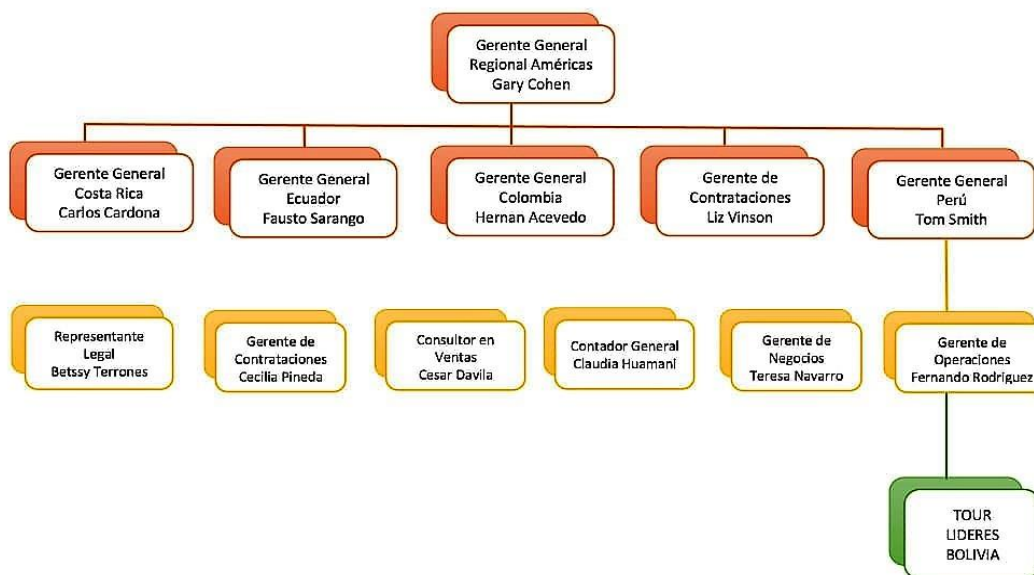 Gerente General
Regional Américas
Gary Cohen
Gerente General
Costa Rica
Carlos Cardona
Gerente General
Ecuador
Fausto Sarango
Gerente General
Colombia
Hernan Acevedo
Gerente de
Contrataciones
Liz Vinson
Gerente General
Perú
Tom Smith
Representante
Legal
Betssy Terrones
Gerente de
Contrataciones
Cecilia Pineda
Consultor en
Ventas
Cesar Davila
Contador General
Claudia Huamani
Gerente de
Negocios
Teresa Navarro
Gerente de
Operaciones
Fernando Rodriguez
TOUR
LIDERES
BOLIVIA